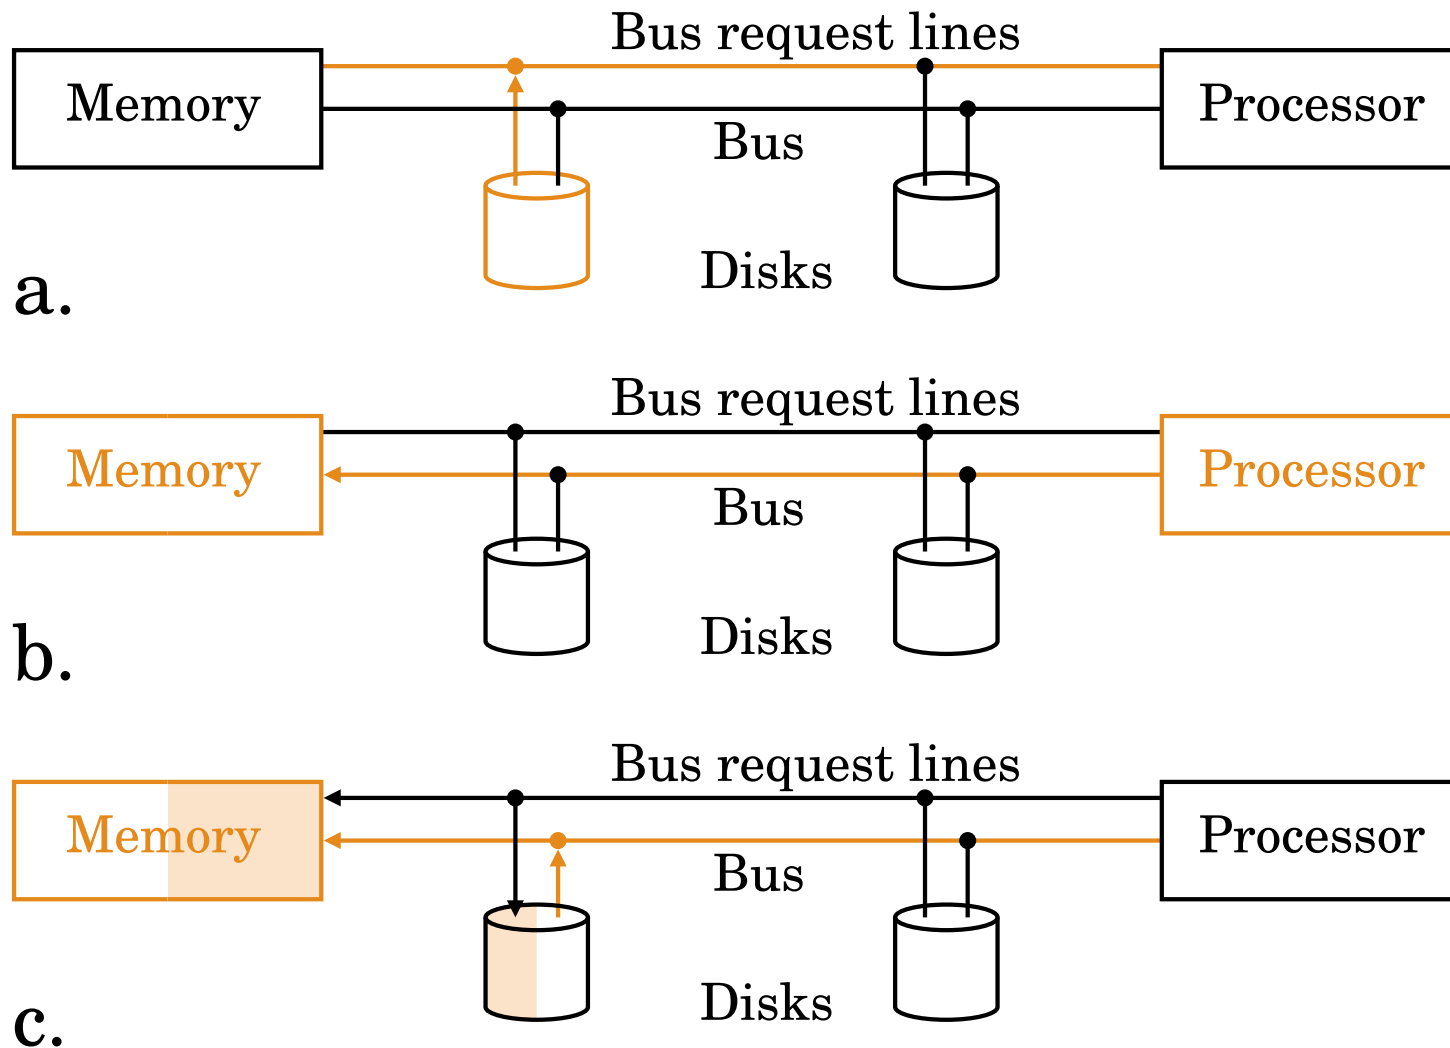 Bus request lines
Memory
Processor
Bus
Disks
a.
Bus request lines
Memory
Processor
Bus
Disks
b.
Bus request lines
Memory
Processor
Bus
Disks
c.